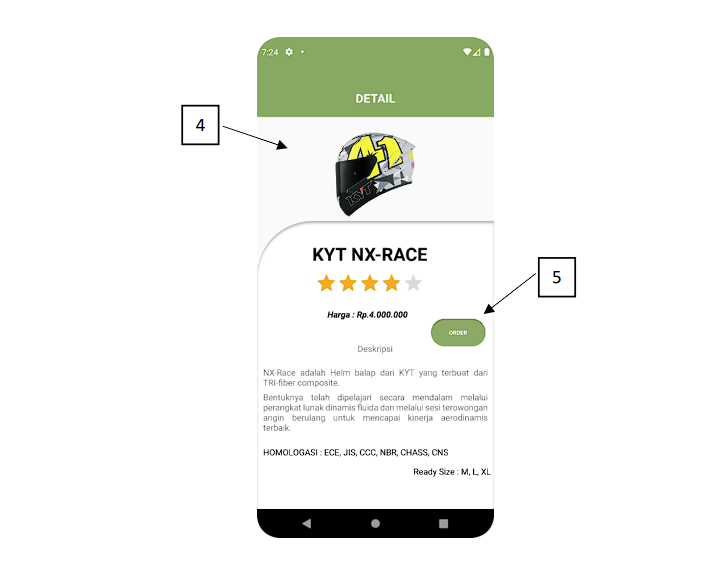 7:24
DETAIL
4
41
KYT
KYT NX-RACE
5
Harga : Rp.4.000.000
ORDER
Deskripsi
NX-Race adalah Helm balap dari KYT yang terbuat dari
TRI-fiber composite.
Bentuknya telah dipelajari secara mendalam melalui
perangkat lunak dinamis fluida dan melalui sesi terowongan
angin berulang untuk mencapai kinerja aerodinamis
terbaik.
HOMOLOGASI : ECE, JIS, CCC, NBR, CHASS, CNS
Ready Size : M, L, XL